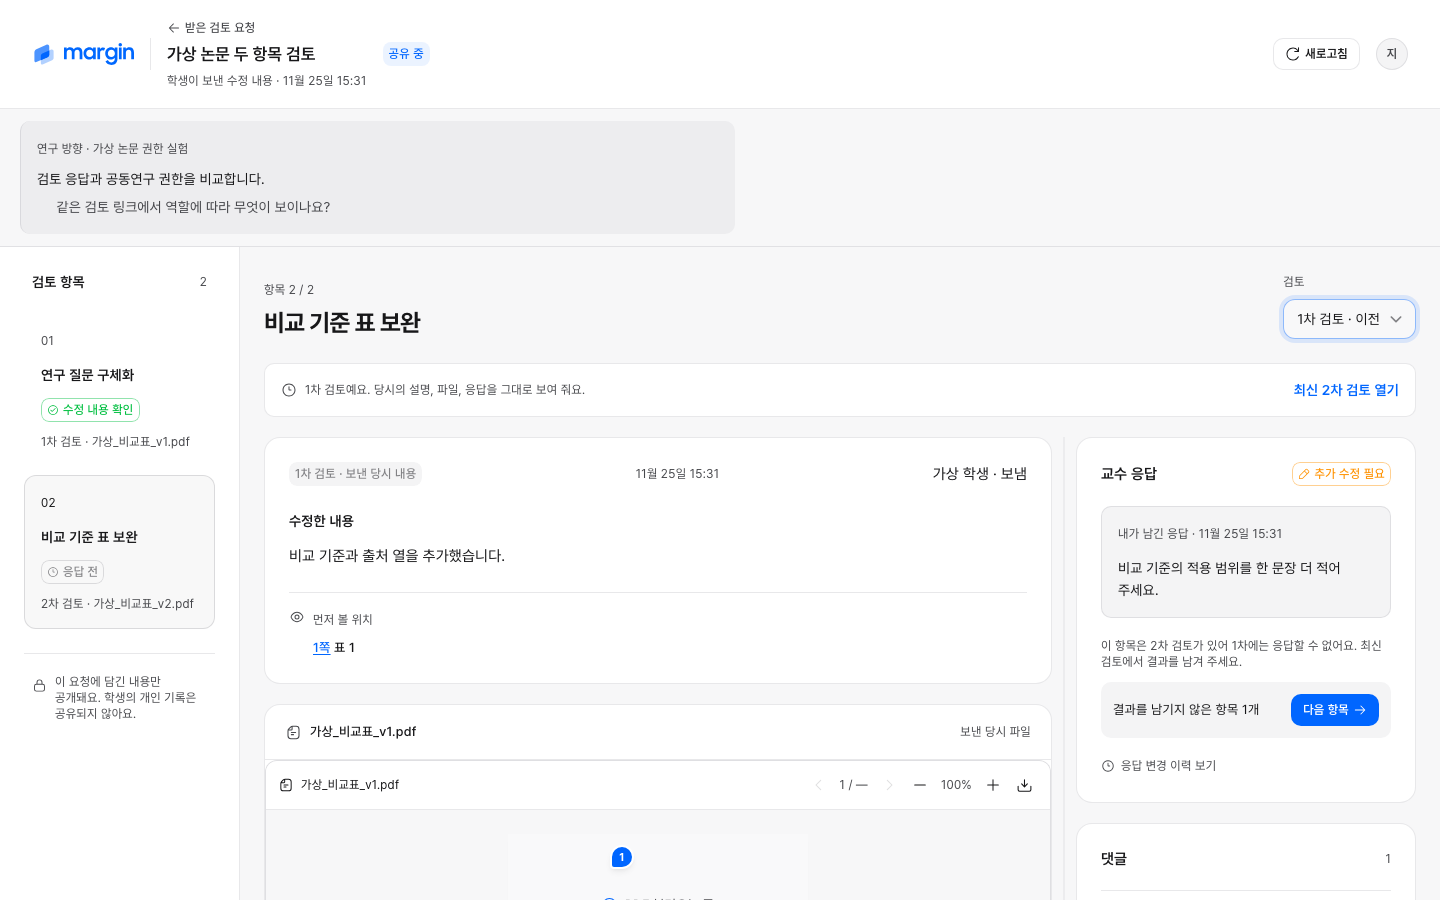 margin
받은 검토 요청
가상 논문 두 항목 검토
공유 중
학생이 보낸 수정 내용 · 11월 25일 15:31
새로고침
지
연구 방향 · 가상 논문 권한 실험
검토 응답과 공동연구 권한을 비교합니다.
같은 검토 링크에서 역할에 따라 무엇이 보이나요?
검토 항목
2
01
연구 질문 구체화
수정 내용 확인
1차 검토 · 가상_비교표_v1.pdf
02
비교 기준 표 보완
응답 전
2차 검토 · 가상_비교표_v2.pdf
이 요청에 담긴 내용만
공개돼요. 학생의 개인 기록은
공유되지 않아요.
항목 2 / 2
비교 기준 표 보완
검토
1차 검토 · 이전
1차 검토예요. 당시의 설명, 파일, 응답을 그대로 보여 줘요.
최신 2차 검토 열기
1차 검토 · 보낸 당시 내용
11월 25일 15:31
가상 학생 · 보냄
수정한 내용
비교 기준과 출처 열을 추가했습니다.
먼저 볼 위치
1쪽 표 1
가상_비교표_v1.pdf
보낸 당시 파일
가상_비교표_v1.pdf
1 / —
100%
1
교수 응답
추가 수정 필요
내가 남긴 응답 · 11월 25일 15:31
비교 기준의 적용 범위를 한 문장 더 적어
주세요.
이 항목은 2차 검토가 있어 1차에는 응답할 수 없어요. 최신
검토에서 결과를 남겨 주세요.
결과를 남기지 않은 항목 1개
다음 항목
응답 변경 이력 보기
댓글
1